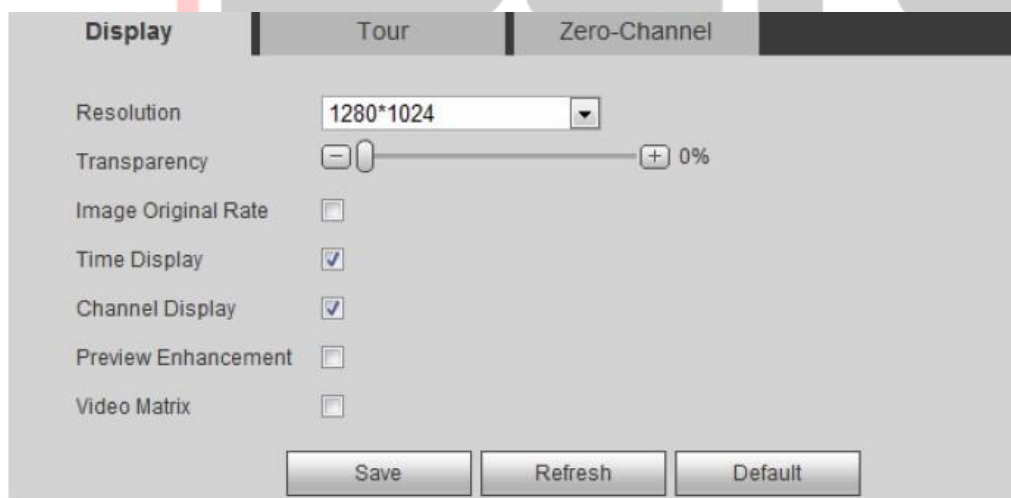 Display Tour Zero-Channel
Resolution 1280*1024
Transparency 0%
Image Original Rate
Time Display
Channel Display
Preview Enhancement
Video Matrix
Save Refresh Default